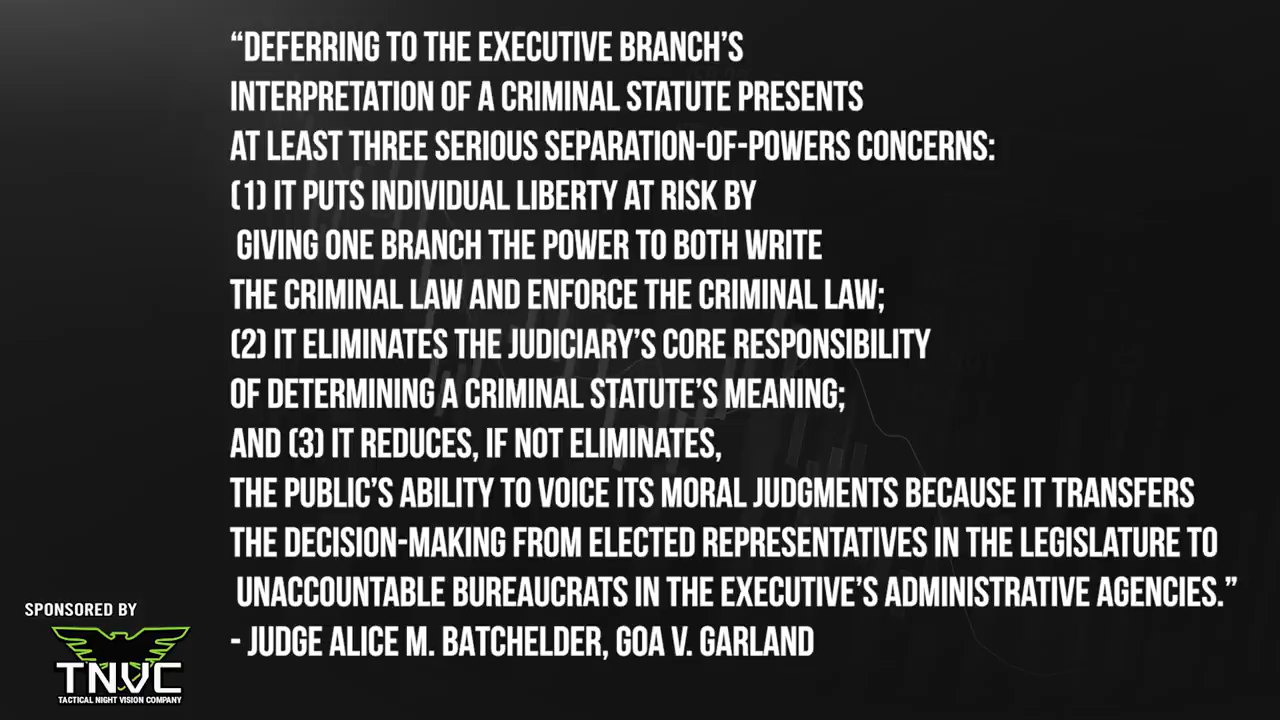 “DEFERRING TO THE EXECUTIVE BRANCH’S
INTERPRETATION OF A CRIMINAL STATUTE PRESENTS
AT LEAST THREE SERIOUS SEPARATION-OF-POWERS CONCERNS:
(1) IT PUTS INDIVIDUAL LIBERTY AT RISK BY
GIVING ONE BRANCH THE POWER TO BOTH WRITE
THE CRIMINAL LAW AND ENFORCE THE CRIMINAL LAW;
(2) IT ELIMINATES THE JUDICIARY’S CORE RESPONSIBILITY
OF DETERMINING A CRIMINAL STATUTE’S MEANING;
AND (3) IT REDUCES, IF NOT ELIMINATES,
THE PUBLIC’S ABILITY TO VOICE ITS MORAL JUDGMENTS BECAUSE IT TRANSFERS
THE DECISION-MAKING FROM ELECTED REPRESENTATIVES IN THE LEGISLATURE TO
UNACCOUNTABLE BUREAUCRATS IN THE EXECUTIVE’S ADMINISTRATIVE AGENCIES.”
- JUDGE ALICE M. BATCHELDER, GOA V. GARLAND
SPONSORED BY
TNVC
TACTICAL NIGHT VISION COMPANY